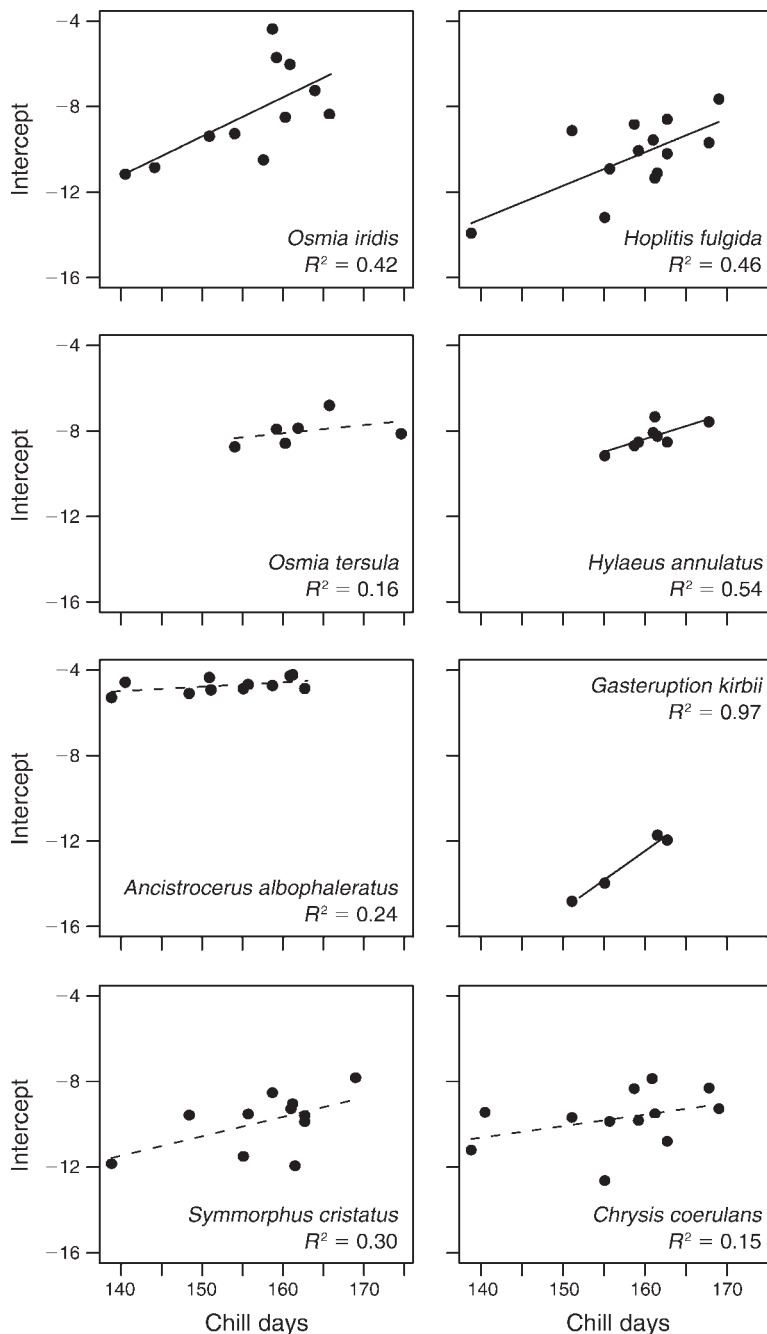 −4
−8
−12
−16
Intercept
Osmia iridis
R² = 0.42
Hoplitis fulgida
R² = 0.46
−4
−8
−12
−16
Intercept
Osmia tersula
R² = 0.16
Hylaeus annulatus
R² = 0.54
−4
−8
−12
−16
Intercept
Ancistrocerus albophaleratus
R² = 0.24
Gasteruption kirbii
R² = 0.97
−4
−8
−12
−16
Intercept
Symmorphus cristatus
R² = 0.30
Chrysis coerulans
R² = 0.15
140 150 160 170
140 150 160 170
Chill days
Chill days